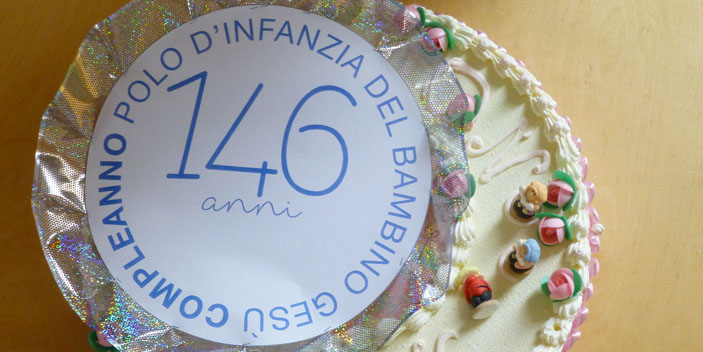 COMPLEANNO POLO D'INFANZIA DEL BAMBINO GESÙ
146
anni